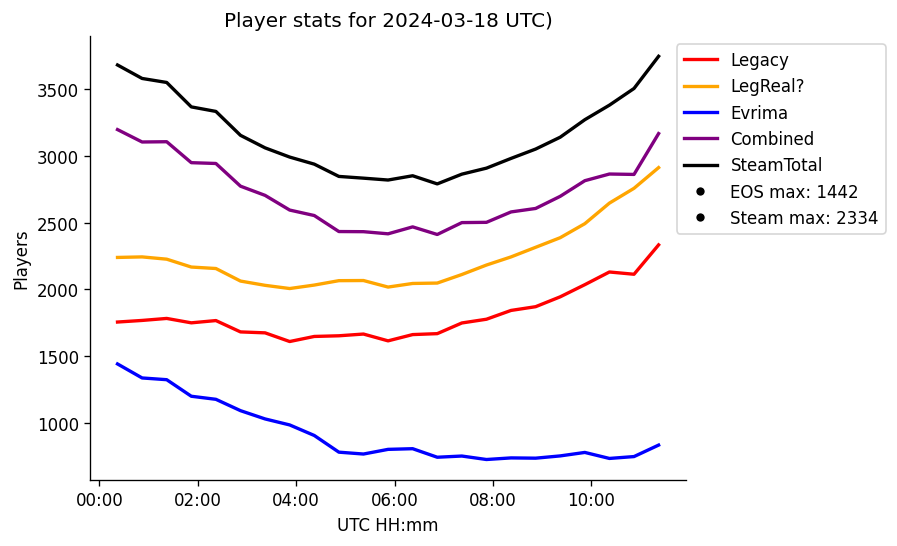 Player stats for 2024-03-18 UTC)
Players
3500
3000
2500
2000
1500
1000
00:00 02:00 04:00 06:00 08:00 10:00
UTC HH:mm
Legacy
LegReal?
Evrima
Combined
SteamTotal
EOS max: 1442
Steam max: 2334